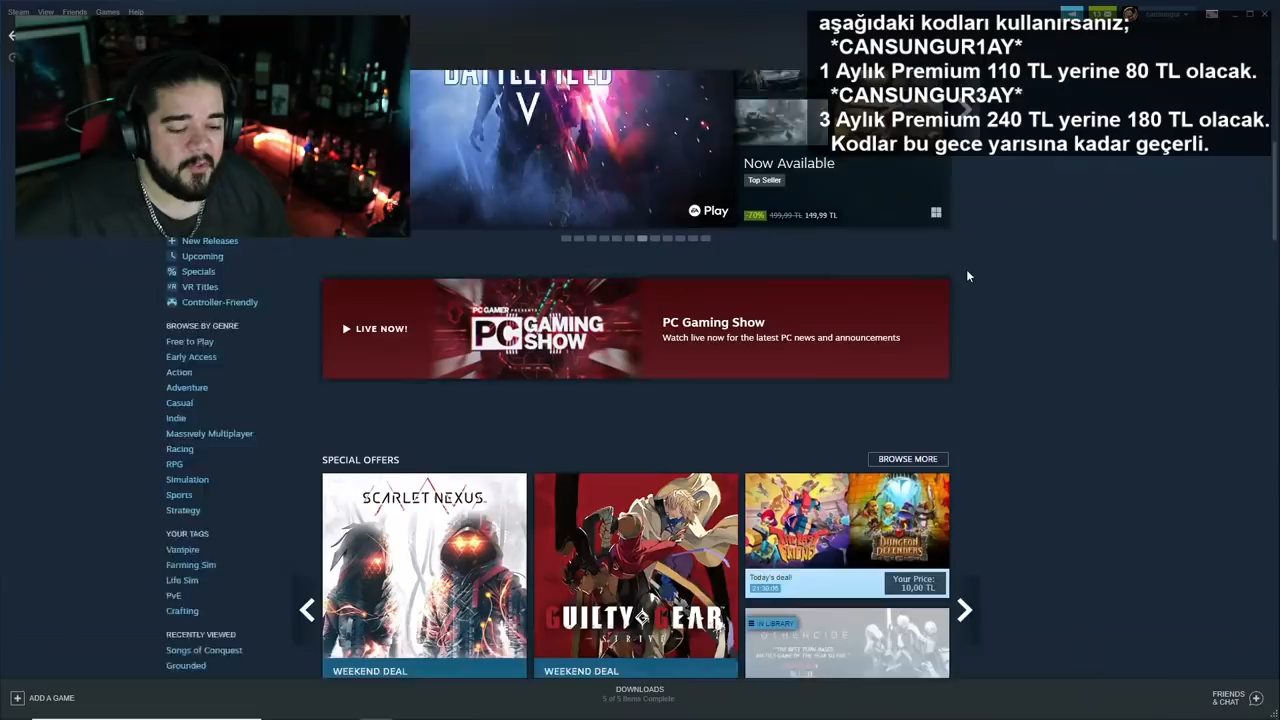 Steam View Friends Games Help
aşağıdaki kodları kullanırsanız;
*CANSUNGUR1AY*
1 Aylık Premium 110 TL yerine 80 TL olacak.
*CANSUNGUR3AY*
3 Aylık Premium 240 TL yerine 180 TL olacak.
Kodlar bu gece yarısına kadar geçerli.
BATTLEFIELD
V
Play
Now Available
Top Seller
-70% 499,99 TL 149,99 TL
New Releases
Upcoming
Specials
VR Titles
Controller-Friendly
BROWSE BY GENRE
Free to Play
Early Access
Action
Adventure
Casual
Indie
Massively Multiplayer
Racing
RPG
Simulation
Sports
Strategy
YOUR TAGS
Vampire
Farming Sim
Life Sim
PvE
Crafting
RECENTLY VIEWED
Songs of Conquest
Grounded
LIVE NOW!
PC GAMER PRESENTS
PC GAMING SHOW
PC Gaming Show
Watch live now for the latest PC news and announcements
SPECIAL OFFERS
BROWSE MORE
SCARLET NEXUS
WEEKEND DEAL
GUILTY GEAR
STRIVE
WEEKEND DEAL
DUNGEON DEFENDERS
Today's deal!
Your Price:
10,00 TL
IN LIBRARY
OTHERCIDE
ADD A GAME
DOWNLOADS
5 of 5 Items Complete
FRIENDS
& CHAT